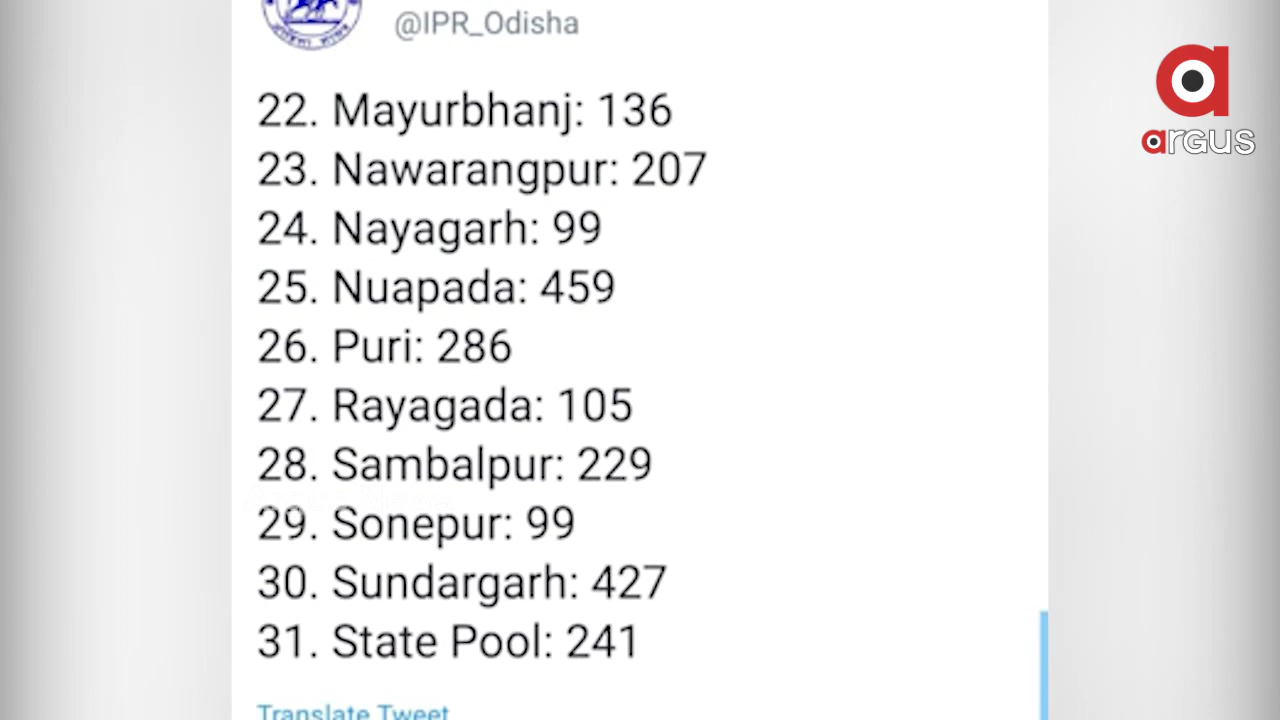 @IPR_Odisha
argus
22. Mayurbhanj: 136
23. Nawarangpur: 207
24. Nayagarh: 99
25. Nuapada: 459
26. Puri: 286
27. Rayagada: 105
28. Sambalpur: 229
29. Sonepur: 99
30. Sundargarh: 427
31. State Pool: 241
Translate Tweet